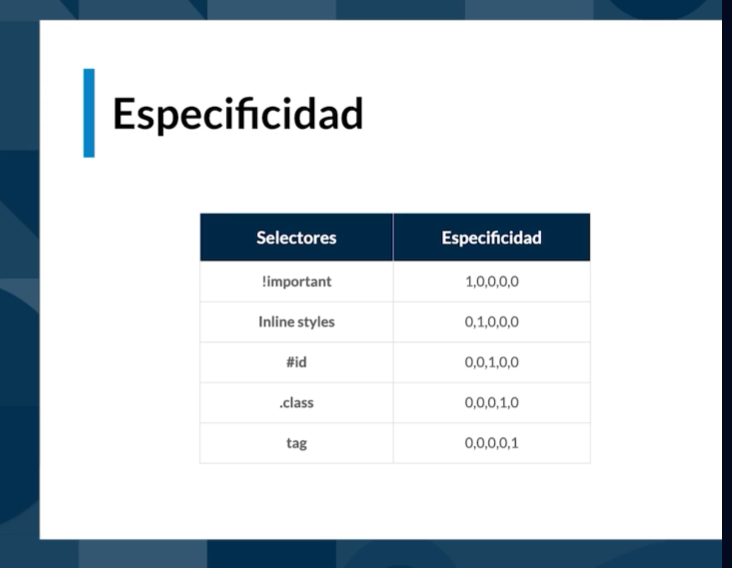 Especificidad
Selectores Especificidad
!important 1,0,0,0,0
Inline styles 0,1,0,0,0
#id 0,0,1,0,0
.class 0,0,0,1,0
tag 0,0,0,0,1